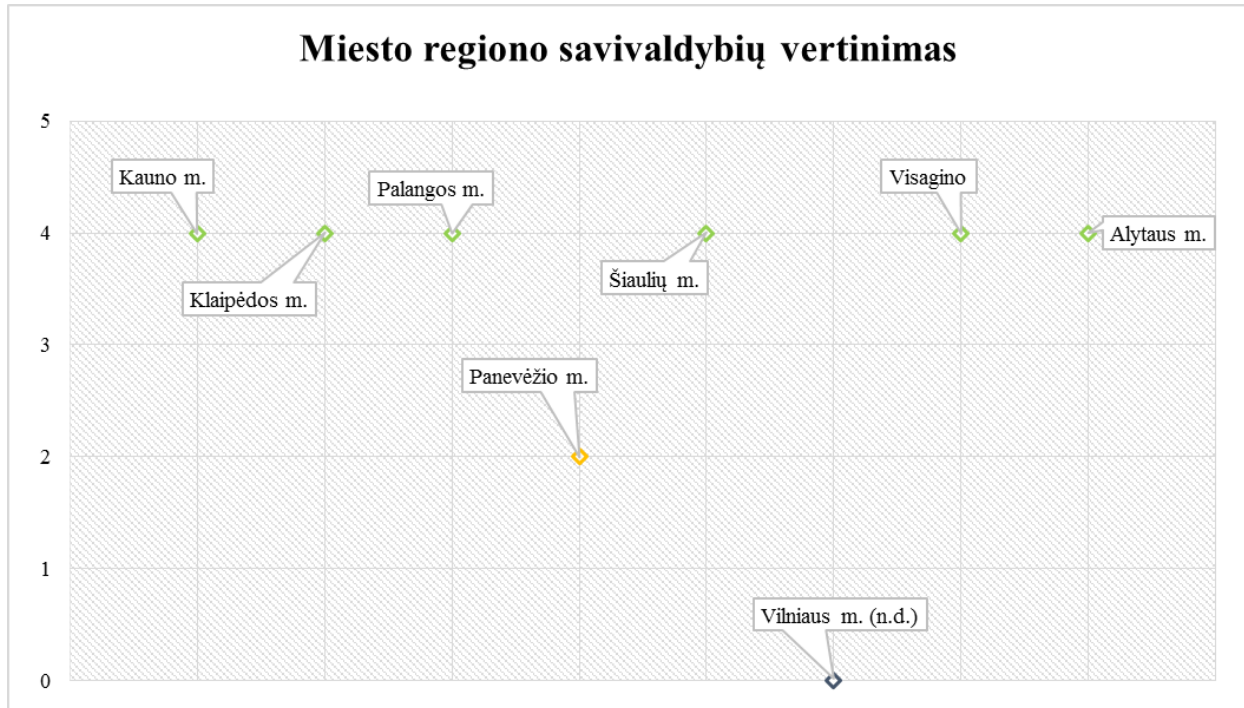 Miesto regiono savivaldybių vertinimas
5
Kauno m.
Palangos m.
Visagino
4
Alytaus m.
Šiaulių m.
Klaipėdos m.
3
Panevėžio m.
2
1
Vilniaus m. (n.d.)
0